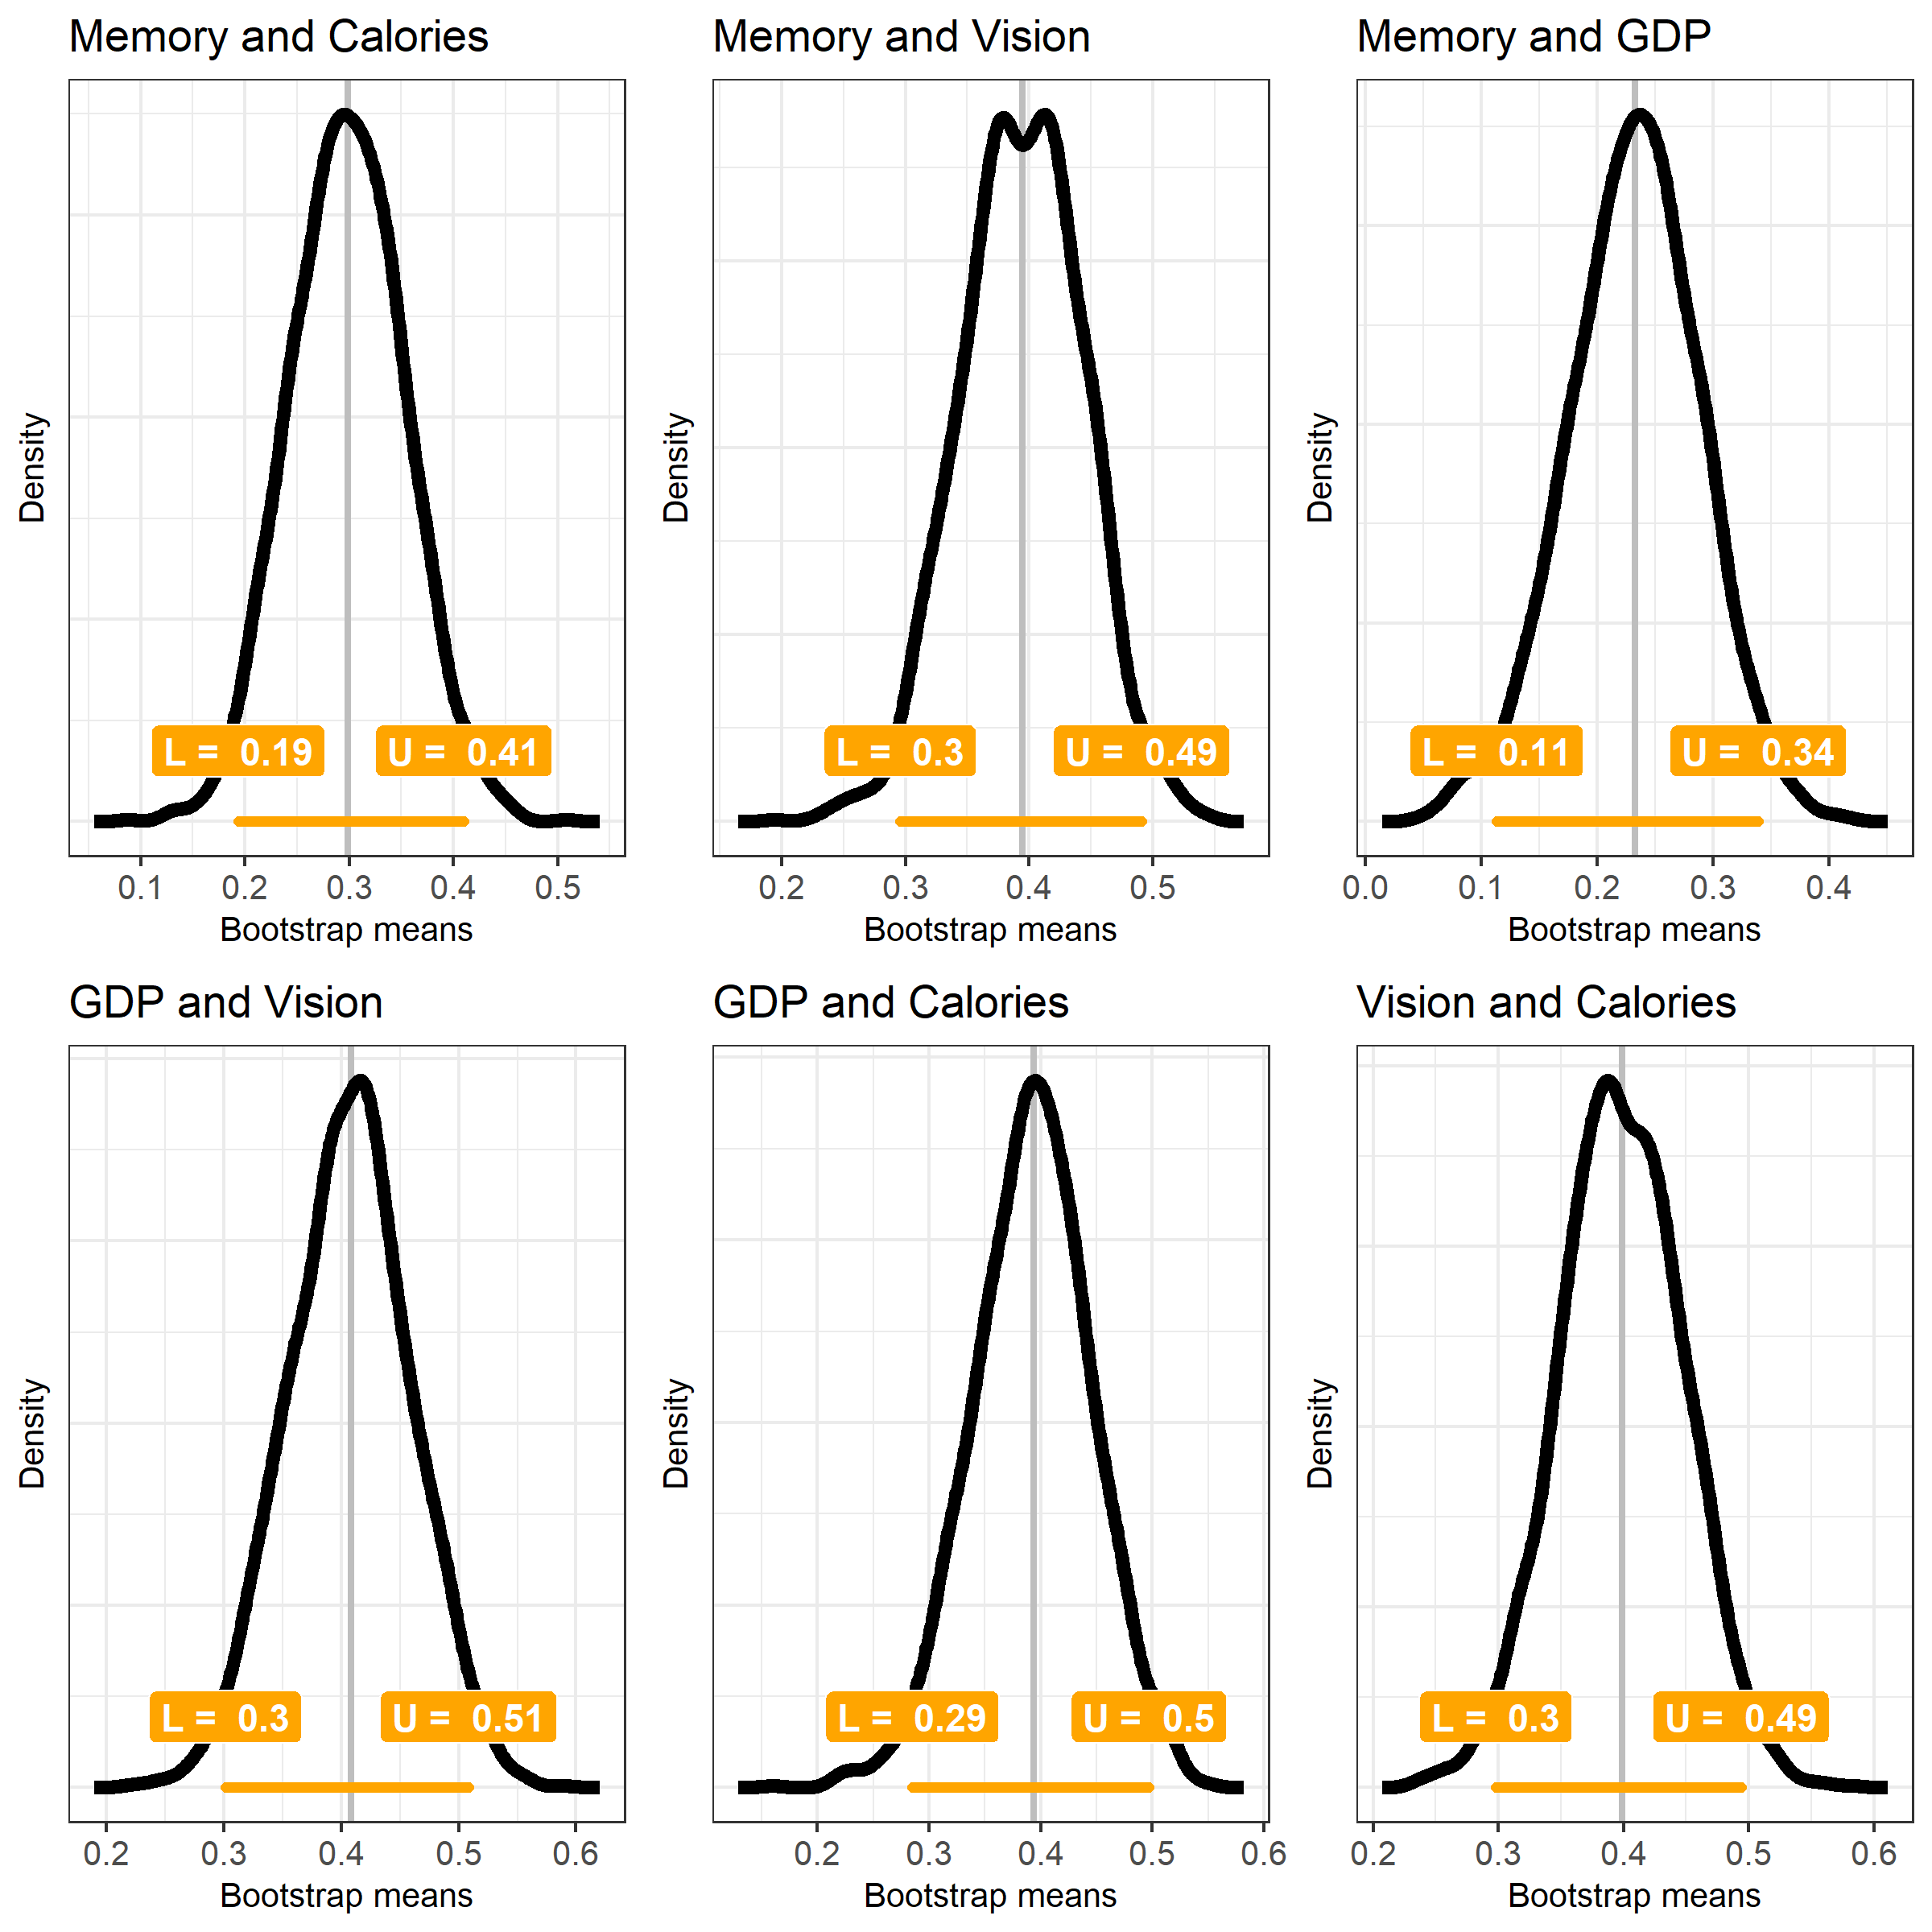 Memory and Calories
Density
L = 0.19
U = 0.41
0.1 0.2 0.3 0.4 0.5
Bootstrap means
Memory and Vision
Density
L = 0.3
U = 0.49
0.2 0.3 0.4 0.5
Bootstrap means
Memory and GDP
Density
L = 0.11
U = 0.34
0.0 0.1 0.2 0.3 0.4
Bootstrap means
GDP and Vision
Density
L = 0.3
U = 0.51
0.2 0.3 0.4 0.5 0.6
Bootstrap means
GDP and Calories
Density
L = 0.29
U = 0.5
0.2 0.3 0.4 0.5 0.6
Bootstrap means
Vision and Calories
Density
L = 0.3
U = 0.49
0.2 0.3 0.4 0.5 0.6
Bootstrap means